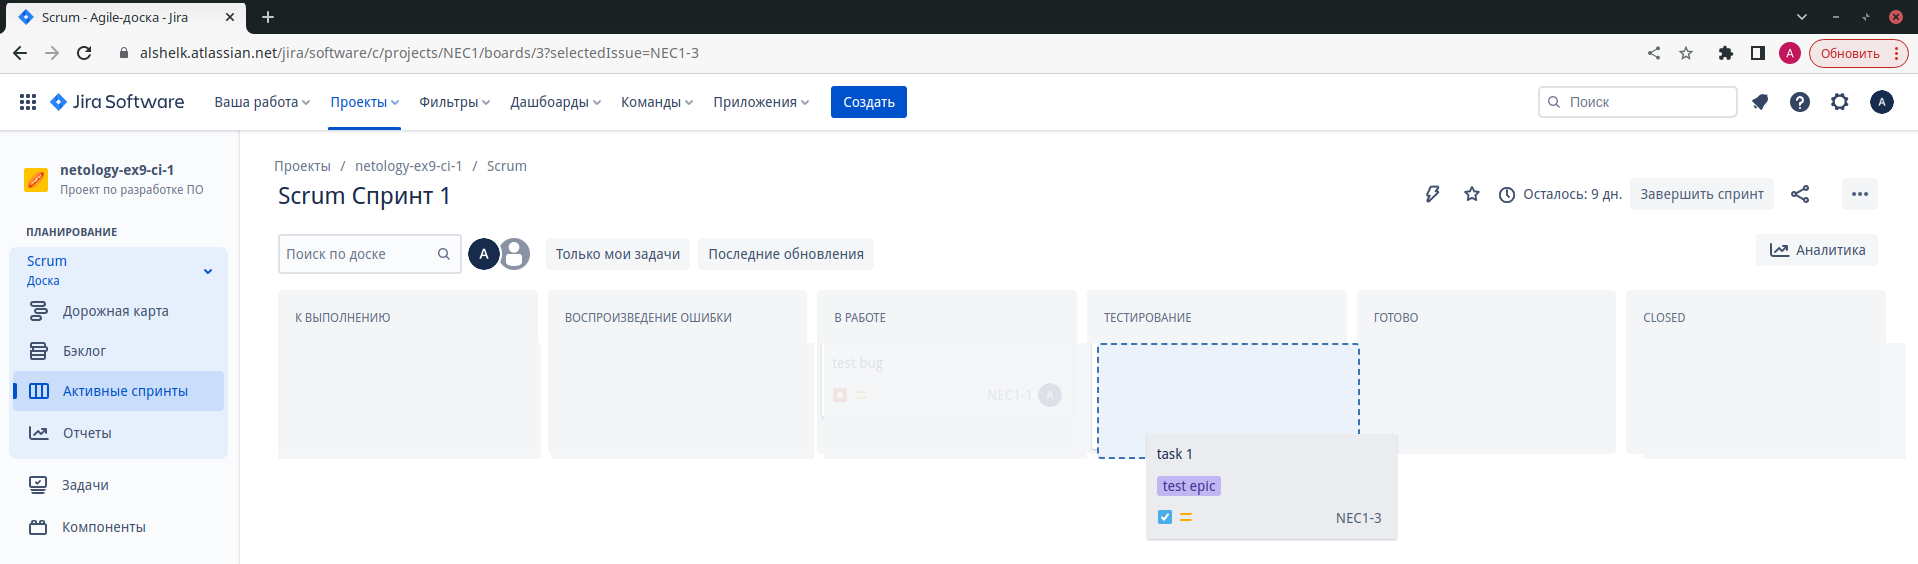 Scrum - Agile-доска - Jira
alshelk.atlassian.net/jira/software/c/projects/NEC1/boards/3?selectedIssue=NEC1-3
A
Обновить
Jira Software
Ваша работа
Проекты
Фильтры
Дашборды
Команды
Приложения
Создать
Поиск
A
netology-ex9-ci-1
Проект по разработке ПО
ПЛАНИРОВАНИЕ
Scrum
Доска
Дорожная карта
Бэклог
Активные спринты
Отчеты
Задачи
Компоненты
Проекты / netology-ex9-ci-1 / Scrum
Scrum Спринт 1
Осталось: 9 дн.
Завершить спринт
Поиск по доске
A
Только мои задачи
Последние обновления
Аналитика
К ВЫПОЛНЕНИЮ
ВОСПРОИЗВЕДЕНИЕ ОШИБКИ
В РАБОТЕ
ТЕСТИРОВАНИЕ
ГОТОВО
CLOSED
test bug
NEC1-1
A
task 1
test epic
NEC1-3